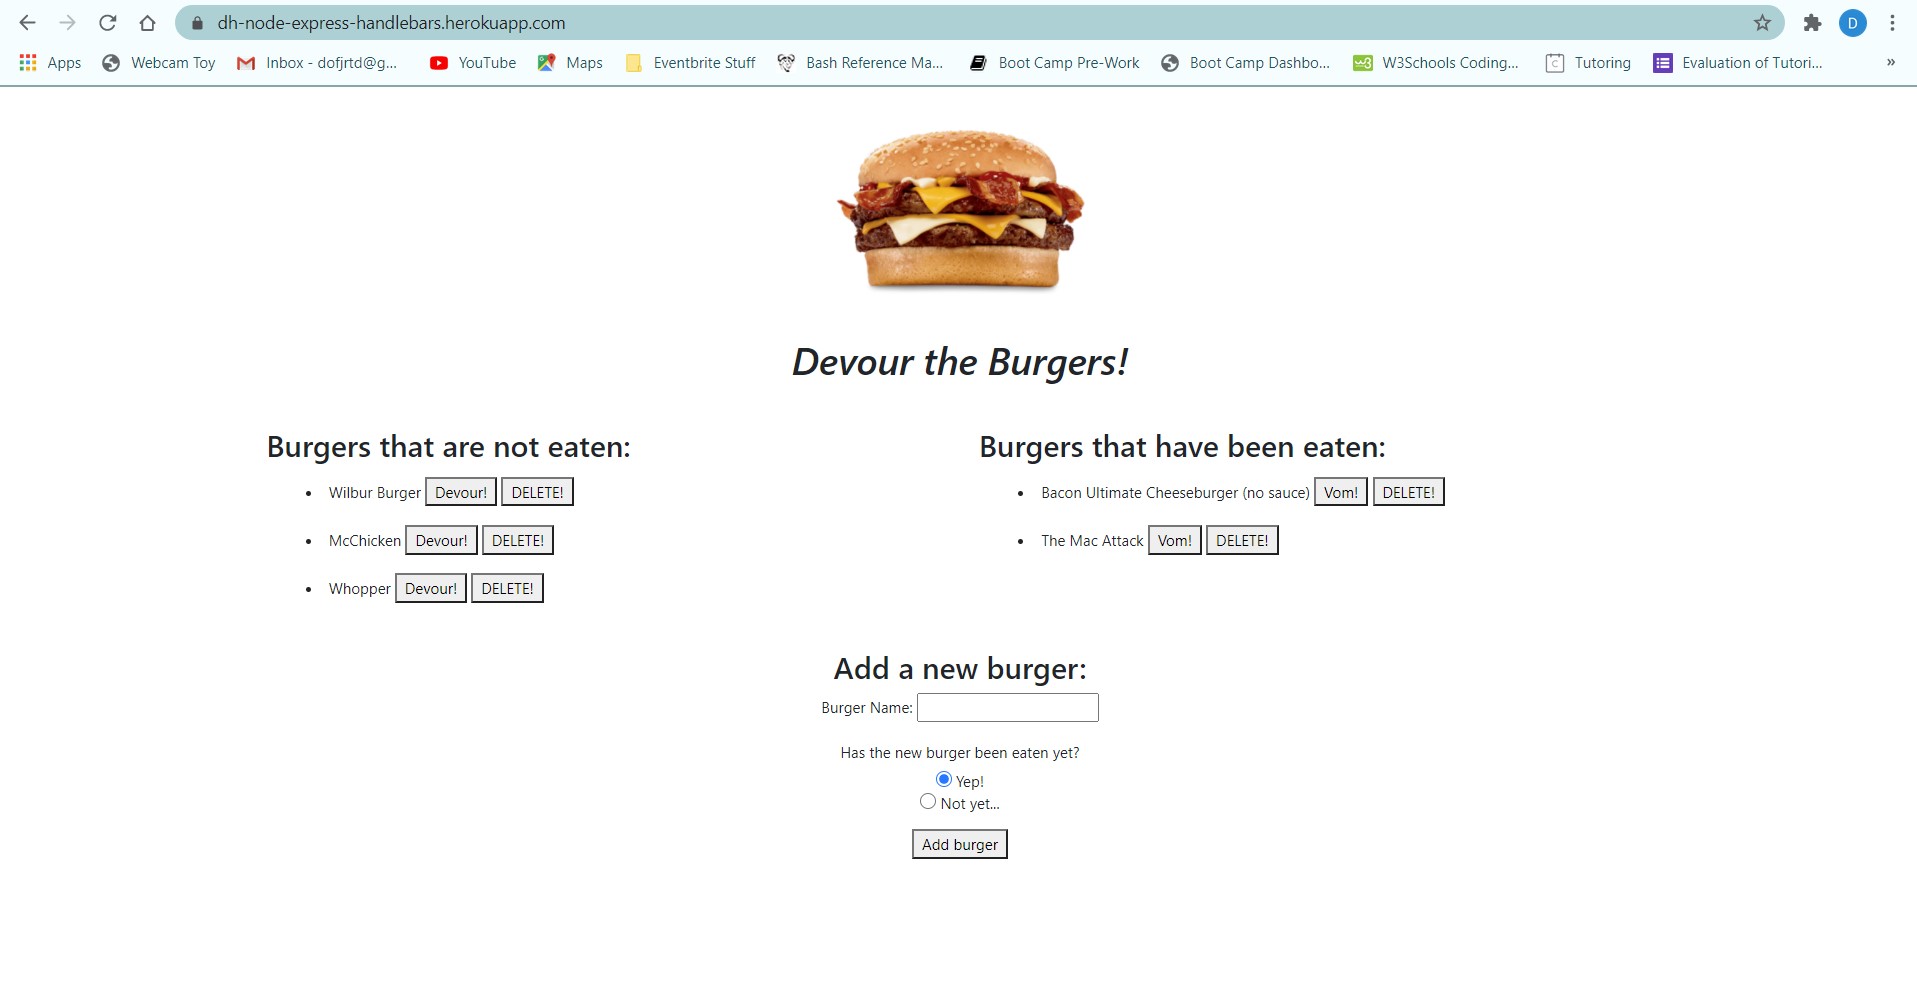 dh-node-express-handlebars.herokuapp.com
D
Apps Webcam Toy Inbox - dofjrtd@g... YouTube Maps Eventbrite Stuff Bash Reference Ma... Boot Camp Pre-Work Boot Camp Dashbo... W3Schools Coding... Tutoring Evaluation of Tutori... »
Devour the Burgers!
Burgers that are not eaten:
• Wilbur Burger Devour! DELETE!
• McChicken Devour! DELETE!
• Whopper Devour! DELETE!
Burgers that have been eaten:
• Bacon Ultimate Cheeseburger (no sauce) Vom! DELETE!
• The Mac Attack Vom! DELETE!
Add a new burger:
Burger Name:
Has the new burger been eaten yet?
Yep!
Not yet...
Add burger